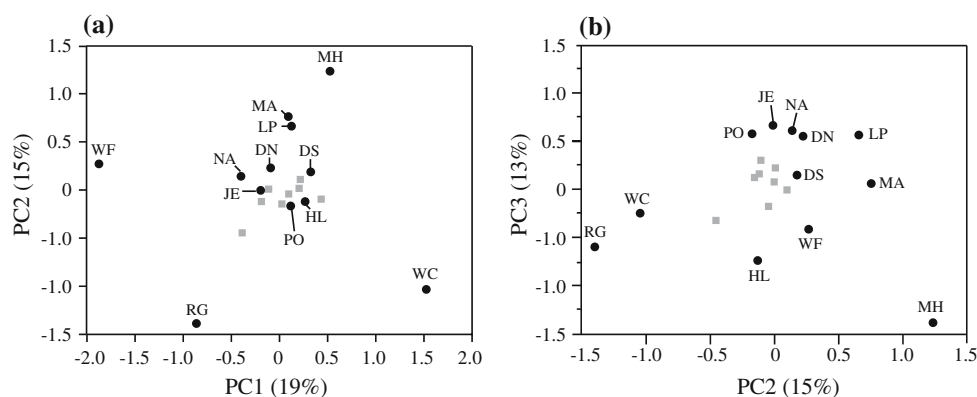 (a)
1.5
1.0
0.5
0
-1.0
-1.0
-1.5
PC2 (15%)
MH
MA
LP
WF
NA
DN
DS
JE
HL
PO
WC
RG
-2.0 -1.0 -1.0 -0.5 0 0.5 1.0 1.5 2.0
PC1 (19%)
(b)
1.5
1.0
0.5
0
-1.0
-1.0
-1.5
PC3 (13%)
JE
NA
PO
DN
LP
DS
MA
WC
WF
RG
HL
MH
-1.5 -1.0 -0.5 0 0.5 1.0 1.5
PC2 (15%)